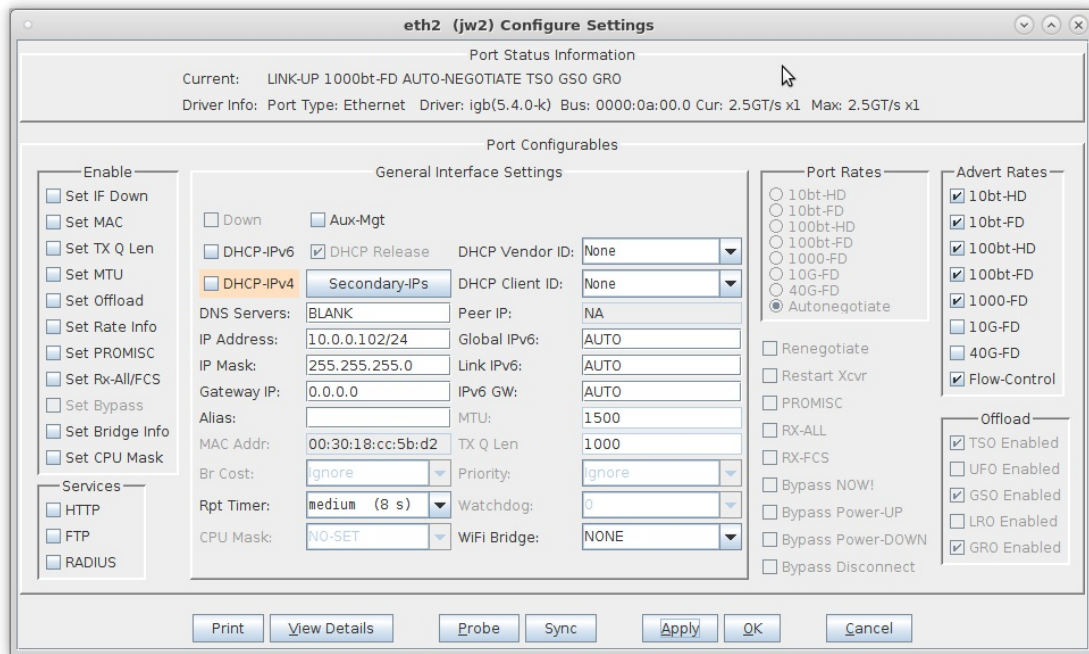 eth2 (jw2) Configure Settings
Port Status Information
Current: LINK-UP 1000bt-FD AUTO-NEGOTIATE TSO GSO GRO
Driver Info: Port Type: Ethernet Driver: igb(5.4.0-k) Bus: 0000:0a:00.0 Cur: 2.5GT/s x1 Max: 2.5GT/s x1
Port Configurables
Enable
Set IF Down
Set MAC
Set TX Q Len
Set MTU
Set Offload
Set Rate Info
Set PROMISC
Set Rx-All/FCS
Set Bypass
Set Bridge Info
Set CPU Mask
Services
HTTP
FTP
RADIUS
General Interface Settings
Down Aux-Mgt
DHCP-IPv6 DHCP Release DHCP Vendor ID: None
DHCP-IPv4 Secondary-IPs DHCP Client ID: None
DNS Servers: BLANK Peer IP: NA
IP Address: 10.0.0.102/24 Global IPv6: AUTO
IP Mask: 255.255.255.0 Link IPv6: AUTO
Gateway IP: 0.0.0.0 IPv6 GW: AUTO
Alias: MTU: 1500
MAC Addr: 00:30:18:cc:5b:d2 TX Q Len 1000
Br Cost: Ignore Priority: Ignore
Rpt Timer: medium (8 s) Watchdog: 0
CPU Mask: NO-SET WiFi Bridge: NONE
Port Rates
10bt-HD
10bt-FD
100bt-HD
100bt-FD
1000-FD
10G-FD
40G-FD
Autonegotiate
Renegotiate
Restart Xcvr
PROMISC
RX-ALL
RX-FCS
Bypass NOW!
Bypass Power-UP
Bypass Power-DOWN
Bypass Disconnect
Advert Rates
10bt-HD
10bt-FD
100bt-HD
100bt-FD
1000-FD
10G-FD
40G-FD
Flow-Control
Offload
TSO Enabled
UFO Enabled
GSO Enabled
LRO Enabled
GRO Enabled
Print View Details Probe Sync Apply OK Cancel